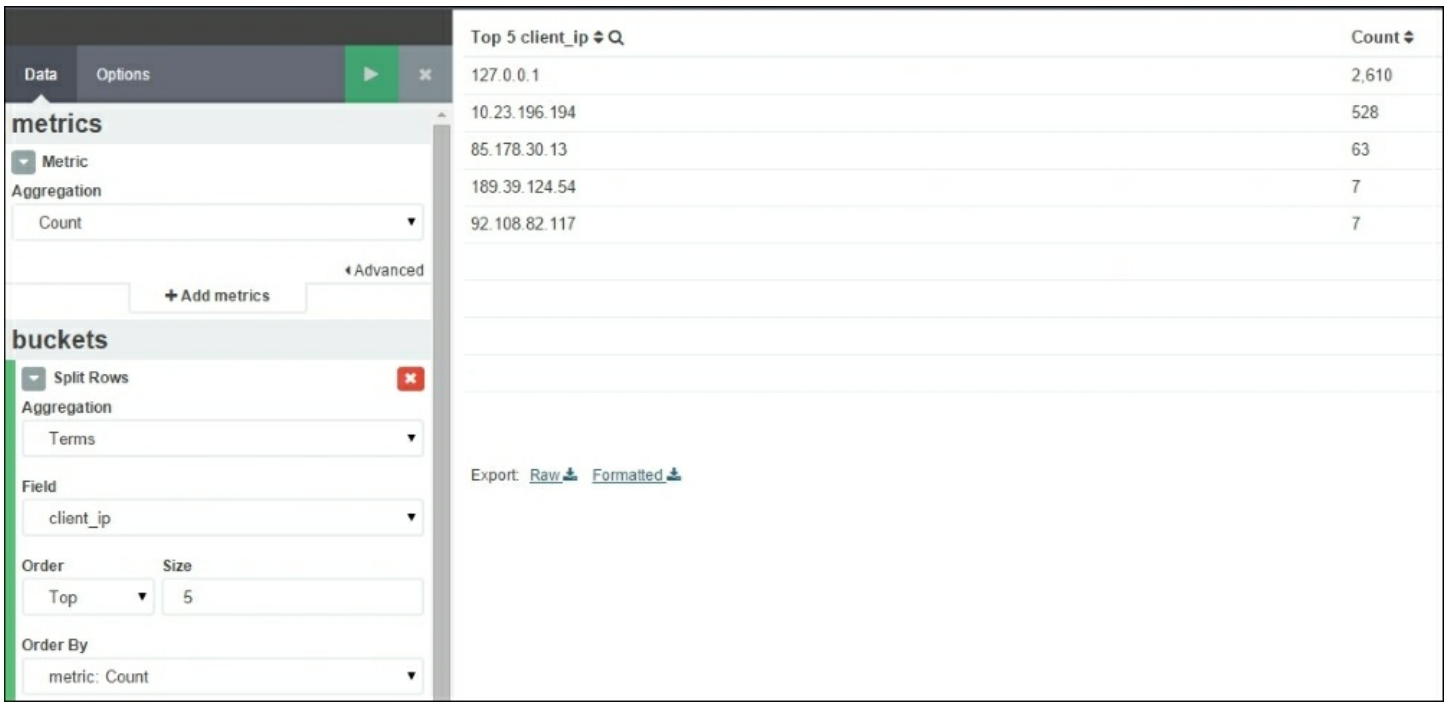 Data Options
metrics
Metric
Aggregation
Count
Advanced
Add metrics
buckets
Split Rows
Aggregation
Terms
Field
client_ip
Order Size
Top 5
Order By
metric: Count
Top 5 client_ip Count
127.0.0.1 2,610
10.23.196.194 528
85.178.30.13 63
189.39.124.54 7
92.108.82.117 7
Export: Raw Formatted